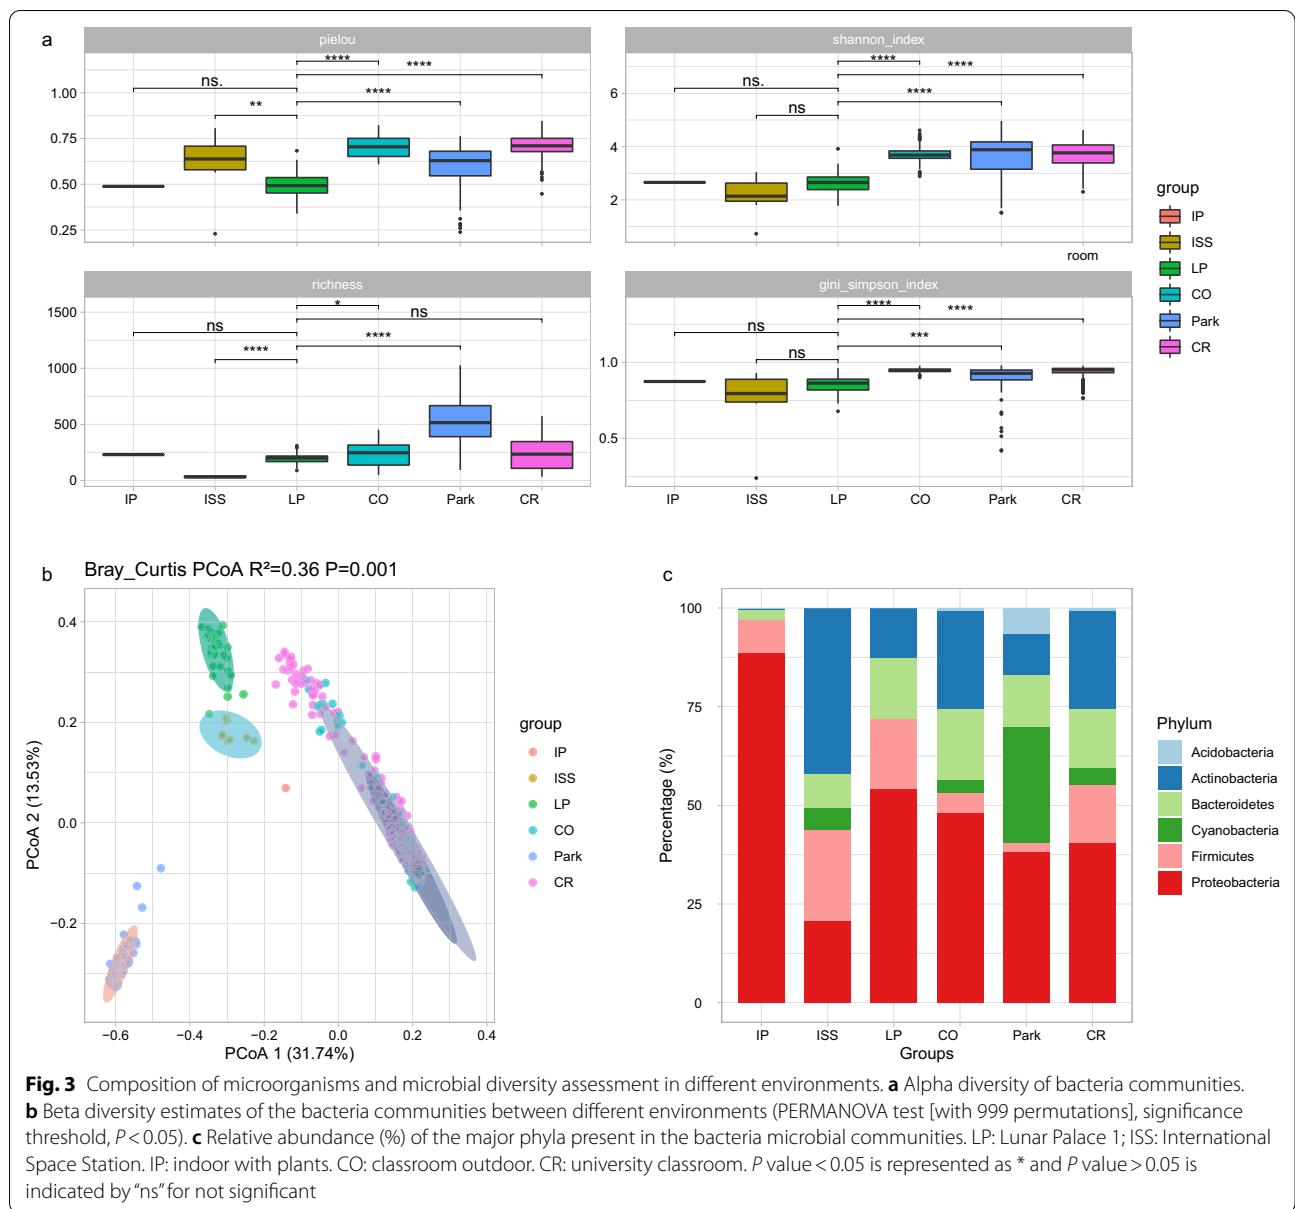 a
pielou
shannon_index
****
****
ns.
****
**
1.00
0.75
0.50
0.25
****
****
ns.
****
ns
6
4
2
room
richness
gini_simpson_index
*
ns
ns
****
****
1500
1000
500
0
IP ISS LP CO Park CR
****
****
ns
***
ns
1.0
0.5
IP ISS LP CO Park CR
group
IP
ISS
LP
CO
Park
CR
b
Bray_Curtis PCoA R²=0.36 P=0.001
PCoA 2 (13.53%)
0.4
0.2
0.0
−0.2
−0.6 −0.4 −0.2 0.0 0.2 0.4
PCoA 1 (31.74%)
group
IP
ISS
LP
CO
Park
CR
c
Percentage (%)
100
75
50
25
0
IP ISS LP CO Park CR
Groups
Phylum
Acidobacteria
Actinobacteria
Bacteroidetes
Cyanobacteria
Firmicutes
Proteobacteria
Fig. 3 Composition of microorganisms and microbial diversity assessment in different environments. a Alpha diversity of bacteria communities.
b Beta diversity estimates of the bacteria communities between different environments (PERMANOVA test [with 999 permutations], significance
threshold, P < 0.05). c Relative abundance (%) of the major phyla present in the bacteria microbial communities. LP: Lunar Palace 1; ISS: International
Space Station. IP: indoor with plants. CO: classroom outdoor. CR: university classroom. P value < 0.05 is represented as * and P value > 0.05 is
indicated by “ns” for not significant